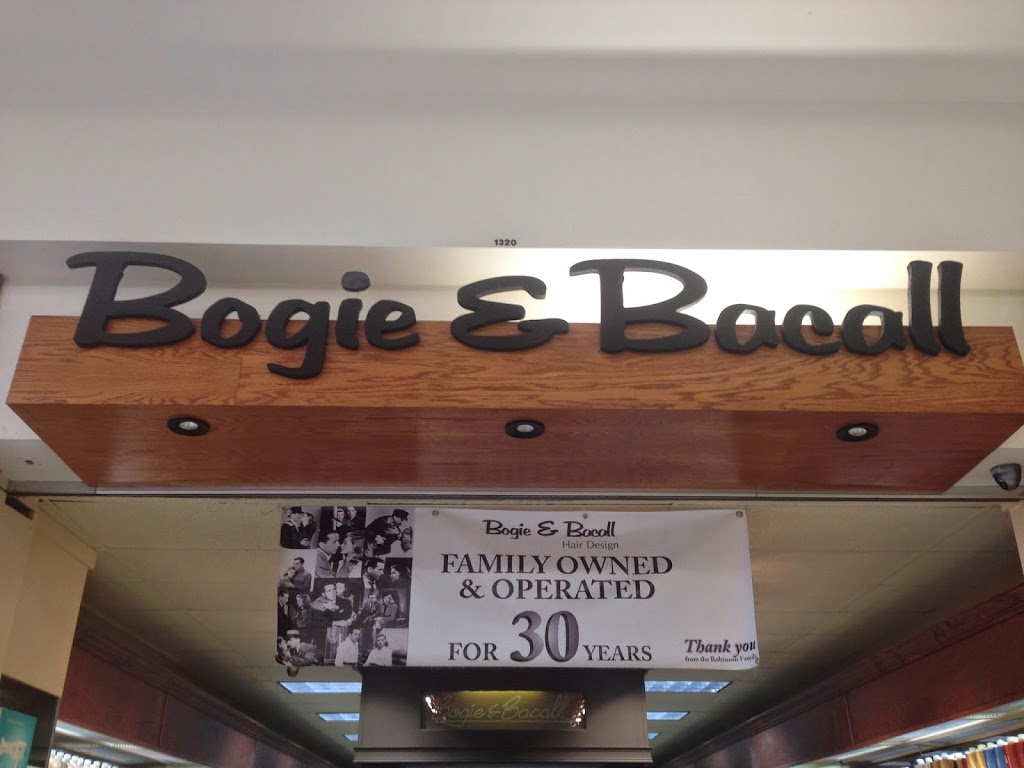 1320
Bogie & Bacall
Bogie & Bacall
Hair Design
FAMILY OWNED
& OPERATED
FOR 30 YEARS
Thank you
from the Robinson Family
Bogie & Bacall